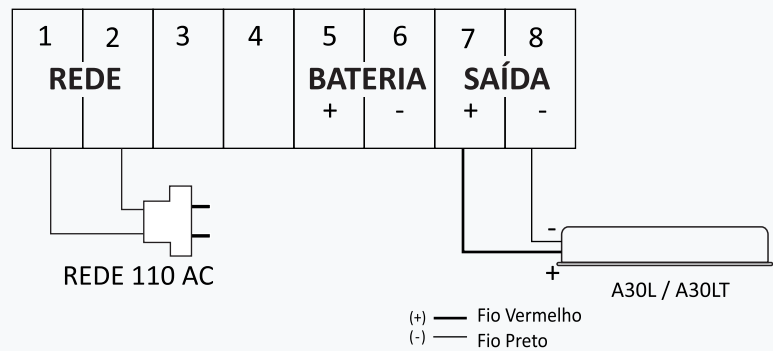 1 2 3 4 5 6 7 8
REDE BATERIA SAÍDA
+ - + -
-
+
REDE 110 AC
A30L / A30LT
(+) Fio Vermelho
(-) Fio Preto